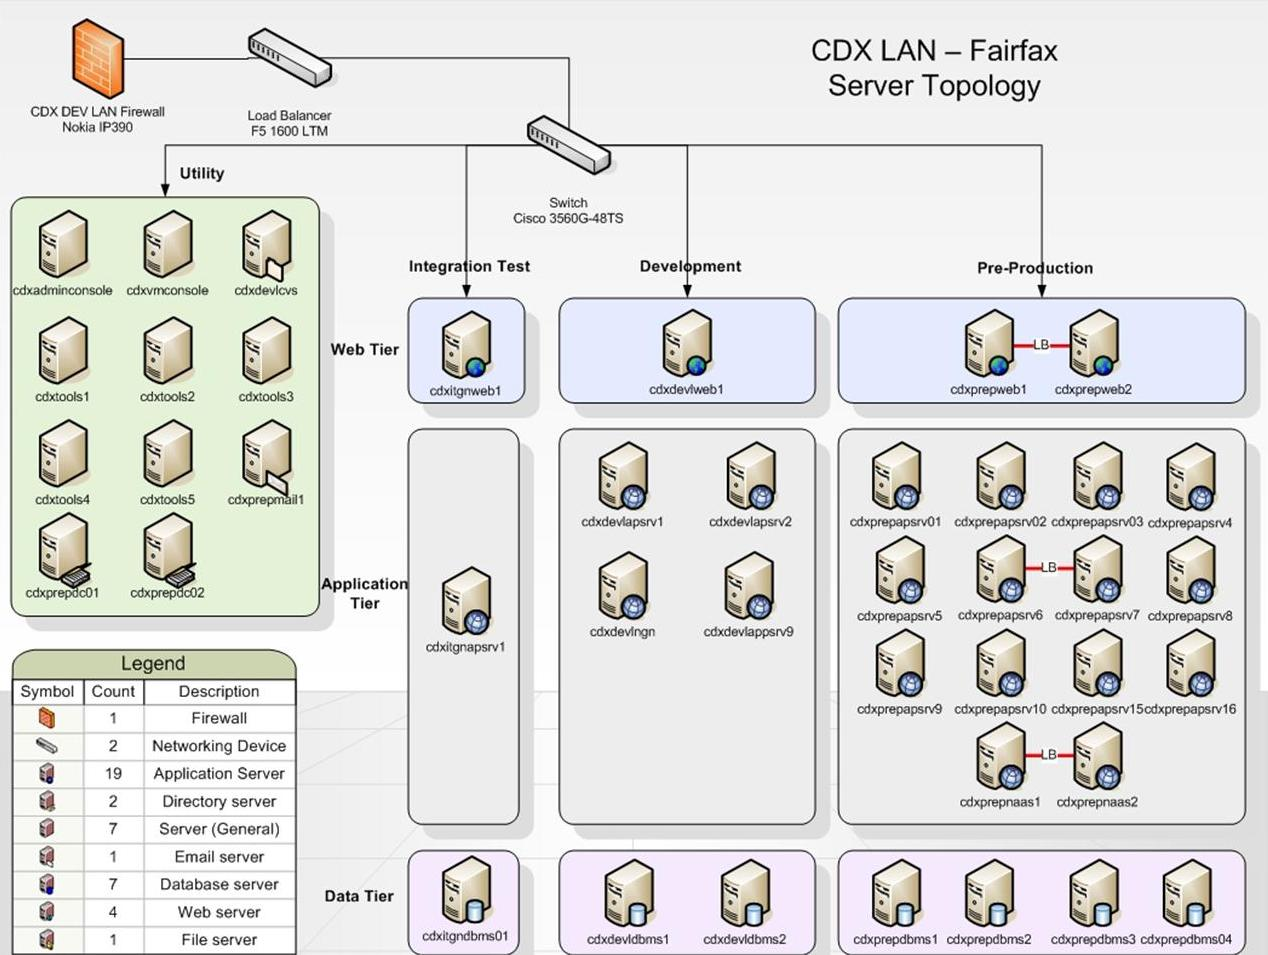 CDX LAN – Fairfax
Server Topology
CDX DEV LAN Firewall
Nokia IP390
Load Balancer
F5 1600 LTM
Switch
Cisco 3560G-48TS
Utility
cdxadminconsole cdxvmconsole cdxdevlcvs
cdxtools1 cdxtools2 cdxtools3
cdxtools4 cdxtools5 cdxprepmail1
cdxprepdc01 cdxprepdc02
Integration Test Development Pre-Production
Web Tier
LB
cdxitgnweb1 cdxdevlweb1 cdxprepweb1 cdxprepweb2
Application
Tier
cdxitgnapsrv1
cdxdevlapsrv1 cdxdevlapsrv2
cdxdevlngn cdxdevlappsrv9
cdxprepapsrv01 cdxprepapsrv02 cdxprepapsrv03 cdxprepapsrv4
LB
cdxprepapsrv5 cdxprepapsrv6 cdxprepapsrv7 cdxprepapsrv8
cdxprepapsrv9 cdxprepapsrv10 cdxprepapsrv15 cdxprepapsrv16
LB
cdxprepnaas1 cdxprepnaas2
Data Tier
cdxitgndbms01 cdxdevldbms1 cdxdevldbms2 cdxprepdbms1 cdxprepdbms2 cdxprepdbms3 cdxprepdbms04
Legend
Symbol Count Description
1 Firewall
2 Networking Device
19 Application Server
2 Directory server
7 Server (General)
1 Email server
7 Database server
4 Web server
1 File server